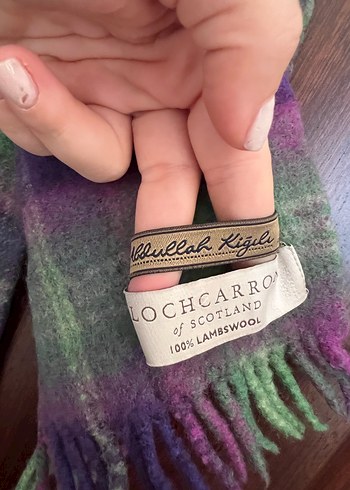 Abdullah Kiğılı
LOCHCARRON
of SCOTLAND
100% LAMBSWOOL